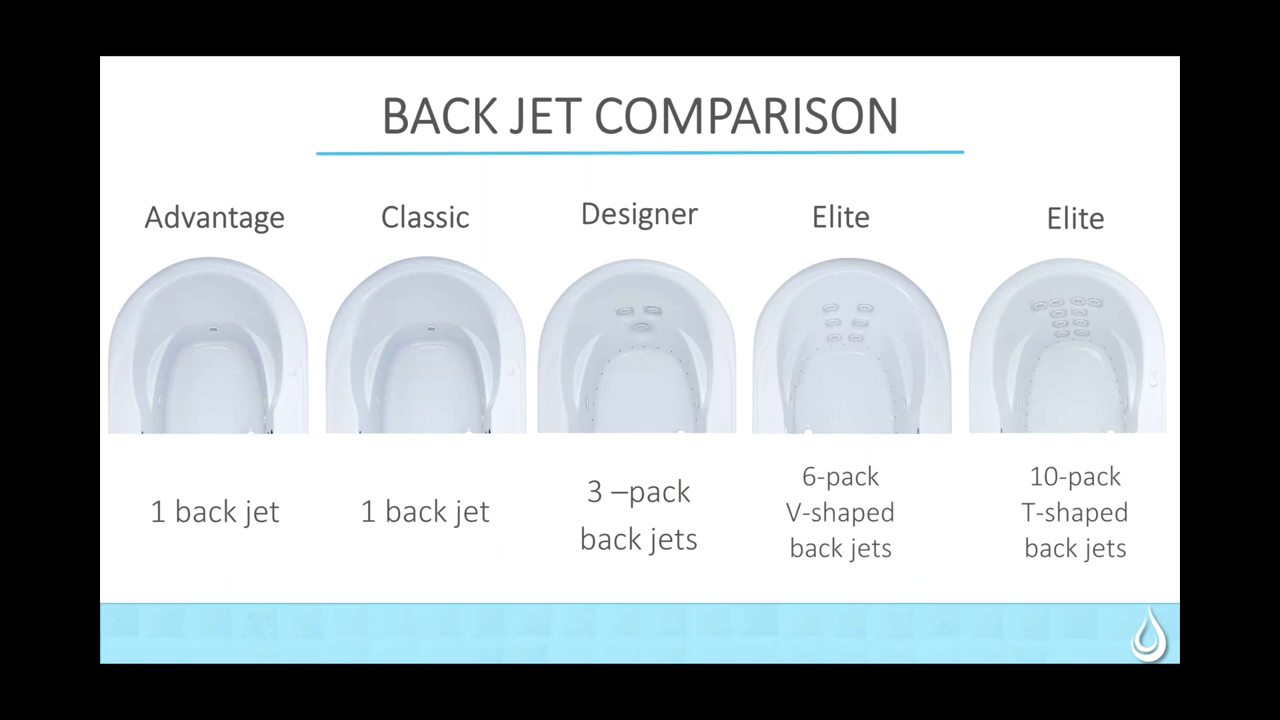 BACK JET COMPARISON
Advantage
Classic
Designer
Elite
Elite
1 back jet
1 back jet
3 –pack
back jets
6-pack
V-shaped
back jets
10-pack
T-shaped
back jets